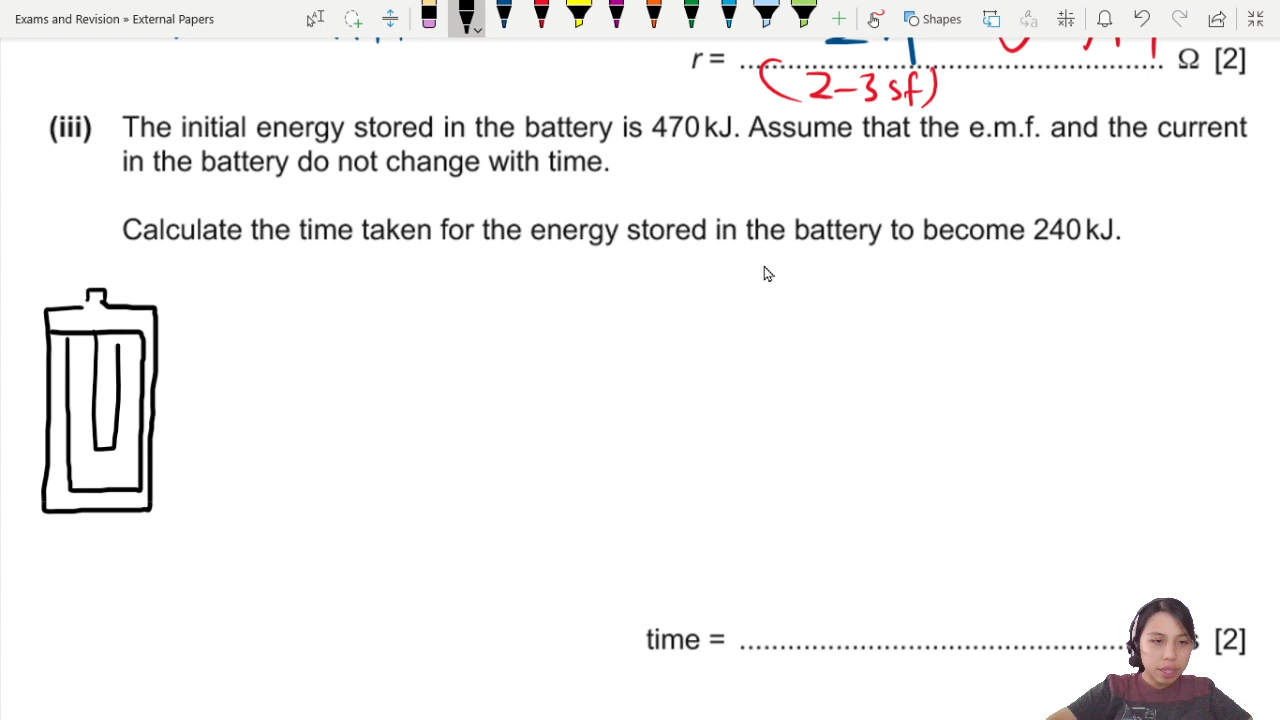 Exams and Revision » External Papers
Shapes
r = Ω [2]
(2-3 sf)
(iii) The initial energy stored in the battery is 470 kJ. Assume that the e.m.f. and the current
in the battery do not change with time.
Calculate the time taken for the energy stored in the battery to become 240 kJ.
time = [2]